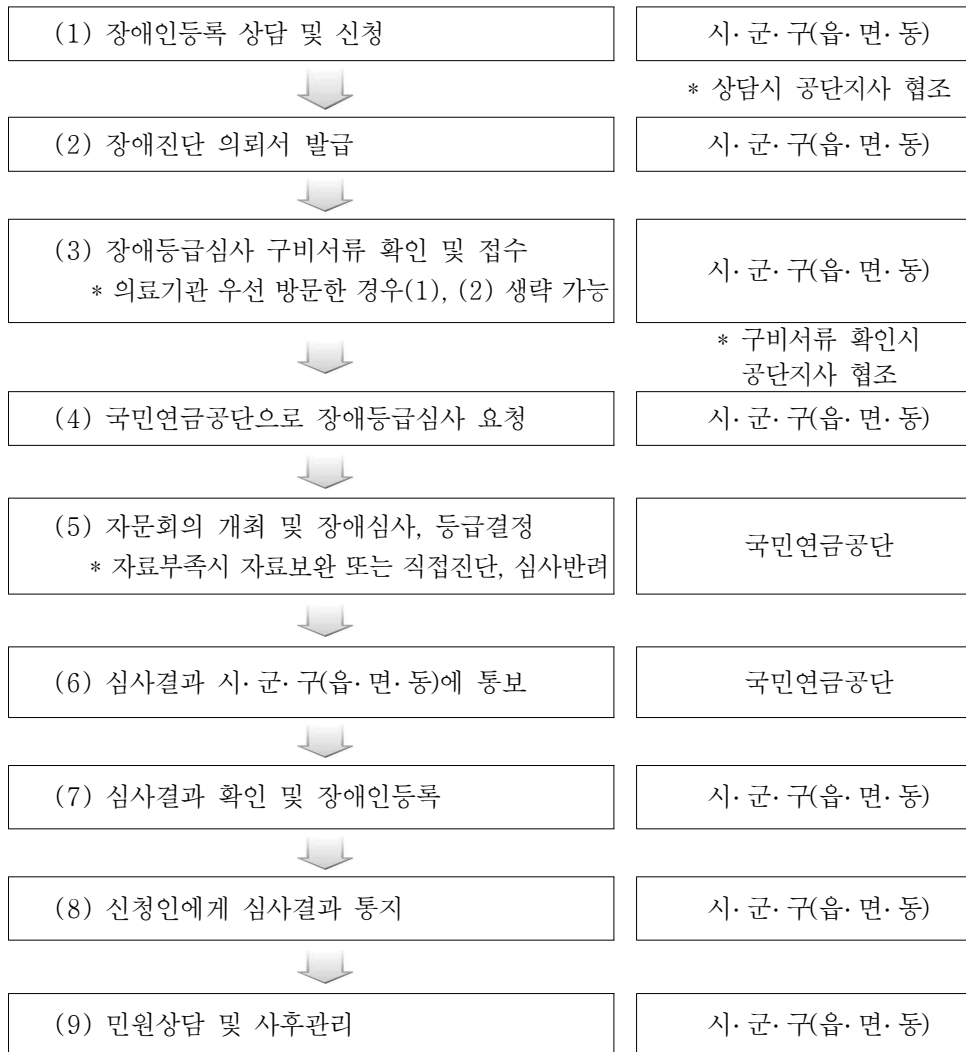 (1) 장애인등록 상담 및 신청
시·군·구(읍·면·동)
* 상담시 공단지사 협조
(2) 장애진단 의뢰서 발급
시·군·구(읍·면·동)
(3) 장애등급심사 구비서류 확인 및 접수
* 의료기관 우선 방문한 경우(1), (2) 생략 가능
시·군·구(읍·면·동)
* 구비서류 확인시
공단지사 협조
(4) 국민연금공단으로 장애등급심사 요청
시·군·구(읍·면·동)
(5) 자문회의 개최 및 장애심사, 등급결정
* 자료부족시 자료보완 또는 직접진단, 심사반려
국민연금공단
(6) 심사결과 시·군·구(읍·면·동)에 통보
국민연금공단
(7) 심사결과 확인 및 장애인등록
시·군·구(읍·면·동)
(8) 신청인에게 심사결과 통지
시·군·구(읍·면·동)
(9) 민원상담 및 사후관리
시·군·구(읍·면·동)